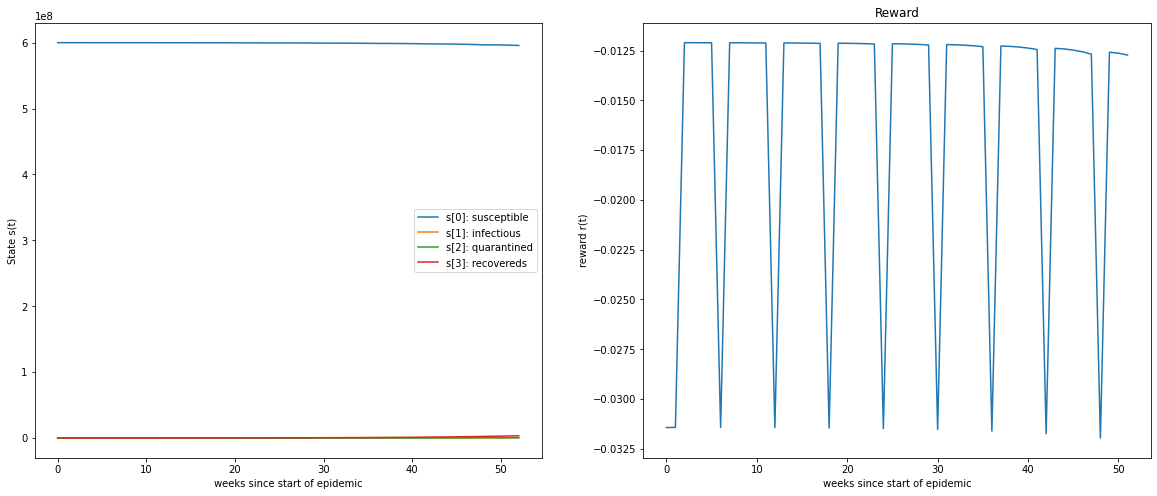 1e8
6
5
4
3
2
1
0
0 10 20 30 40 50
State s(t)
weeks since start of epidemic
s[0]: susceptible
s[1]: infectious
s[2]: quarantined
s[3]: recovereds
Reward
−0.0125
−0.0150
−0.0175
−0.0200
−0.0225
−0.0250
−0.0275
−0.0300
−0.0325
0 10 20 30 40 50
reward r(t)
weeks since start of epidemic